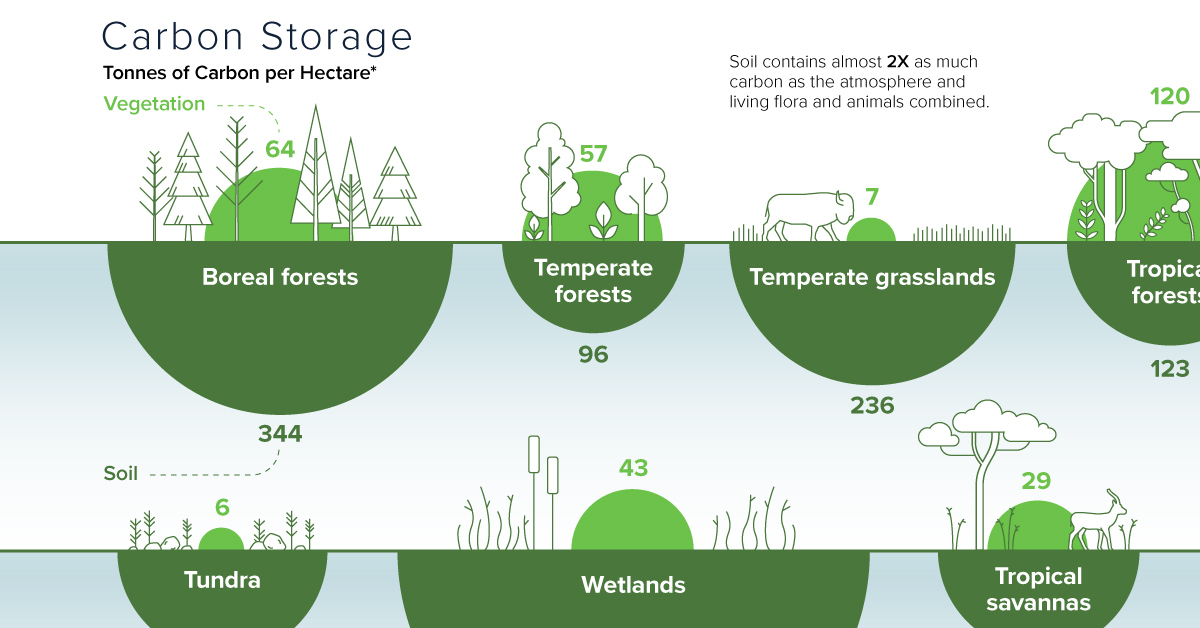 Carbon Storage
Tonnes of Carbon per Hectare*
Vegetation
Soil contains almost 2X as much
carbon as the atmosphere and
living flora and animals combined.
64
57
7
120
Boreal forests
Temperate
forests
Temperate grasslands
Tropica
forests
344
96
236
123
Soil
6
43
29
Tundra
Wetlands
Tropical
savannas